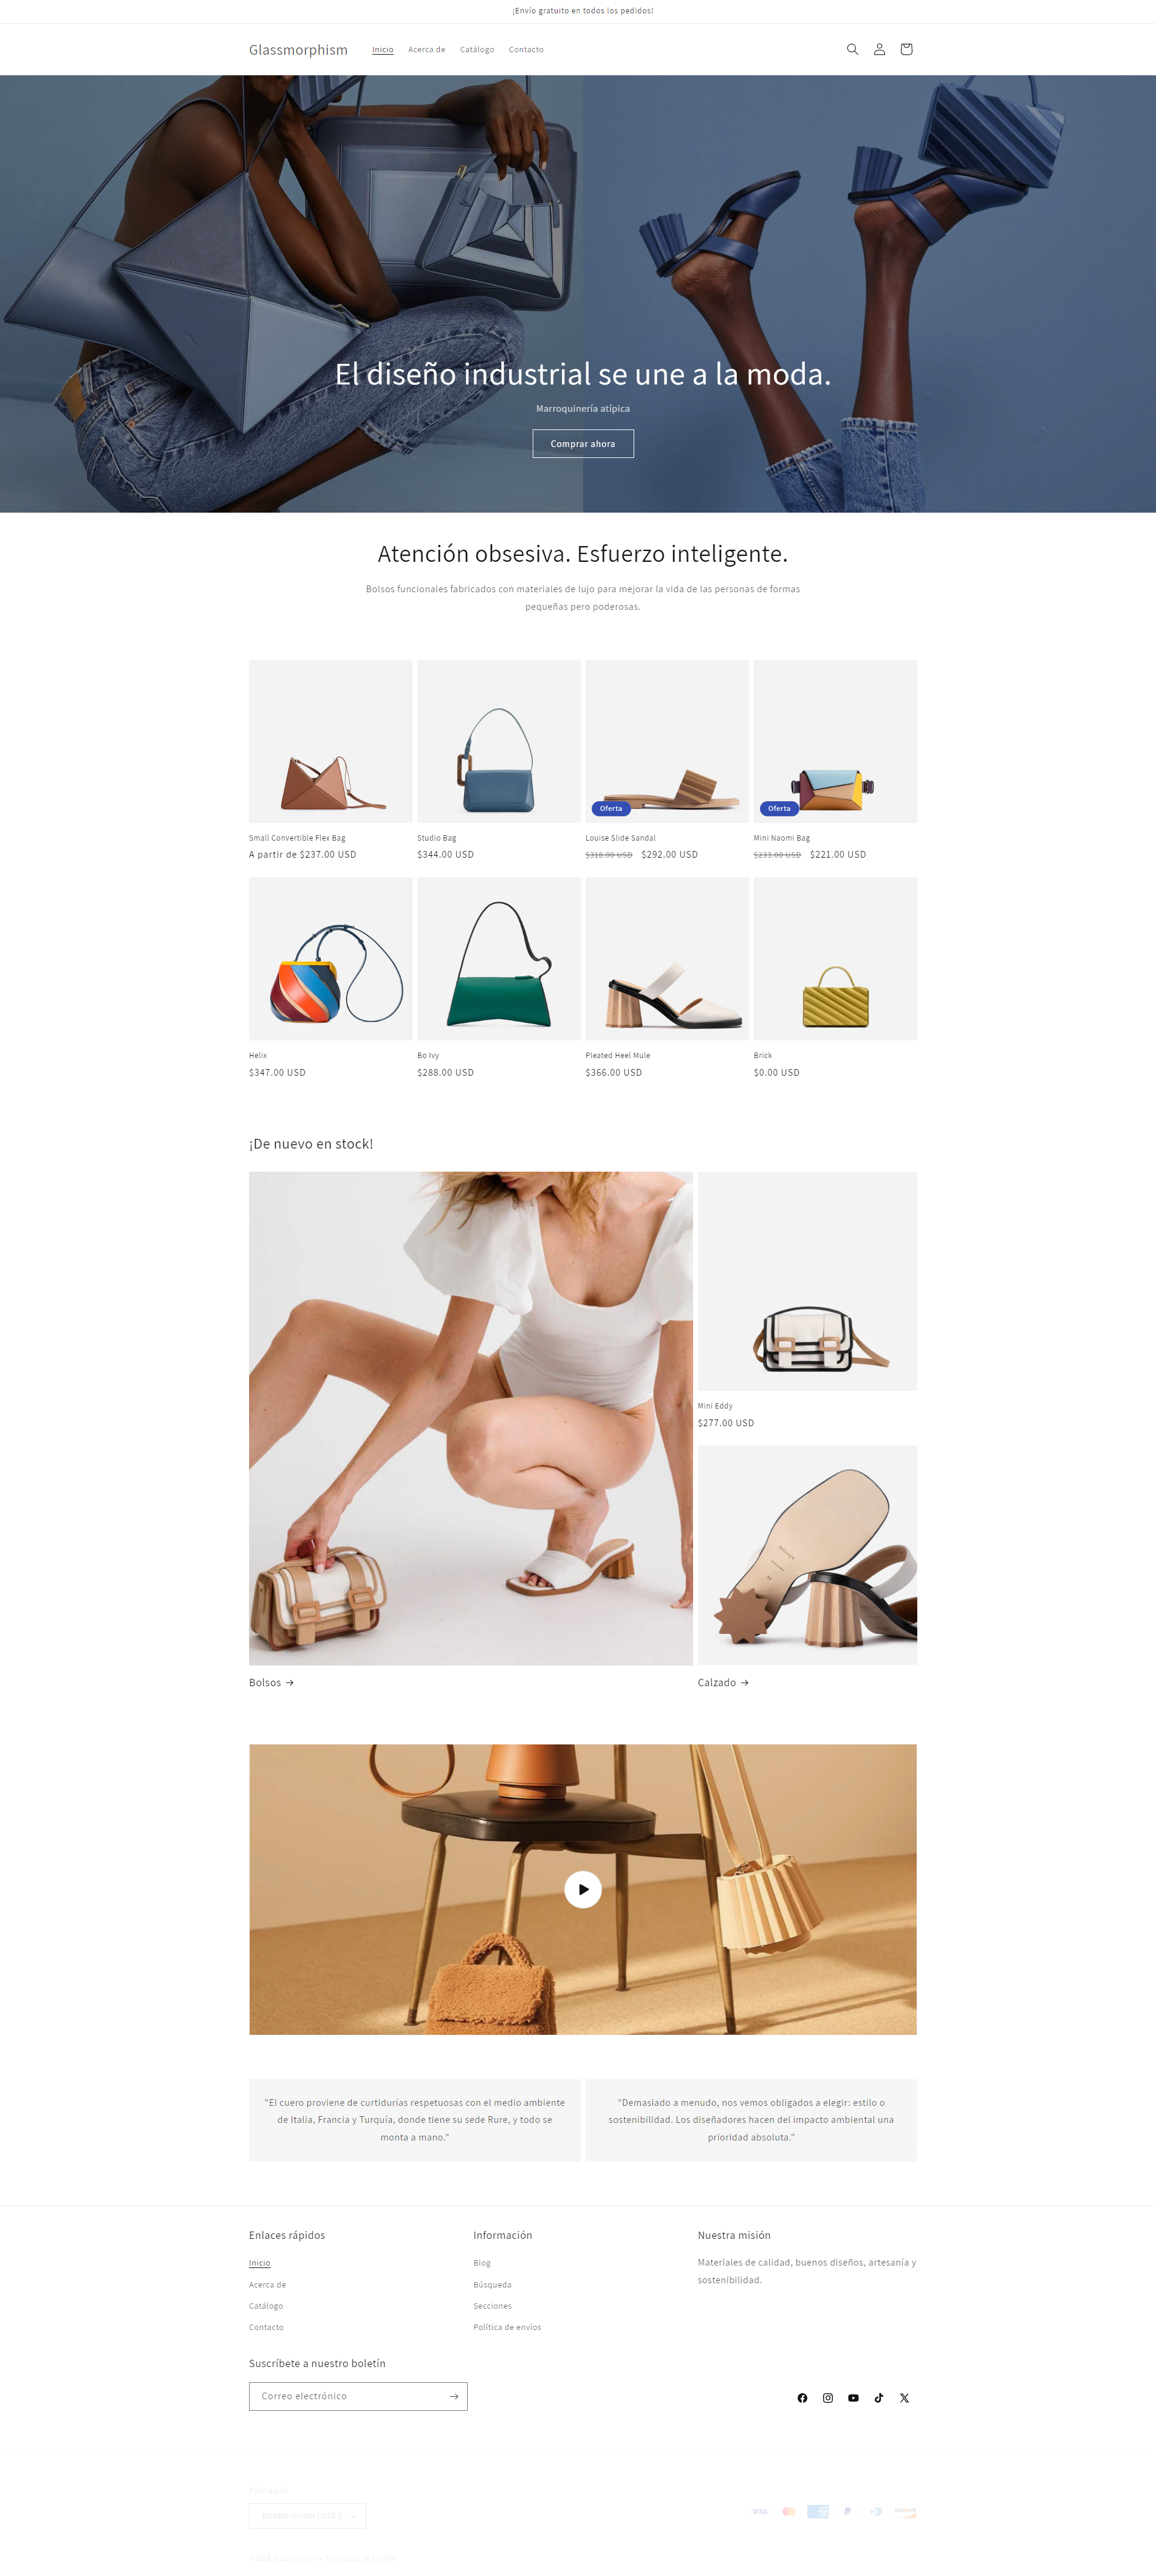 ¡Envío gratuito en todos los pedidos!
Glassmorphism
Inicio
Acerca de
Catálogo
Contacto
El diseño industrial se une a la moda.
Marroquinería atípica
Comprar ahora
Atención obsesiva. Esfuerzo inteligente.
Bolsos funcionales fabricados con materiales de lujo para mejorar la vida de las personas de formas
pequeñas pero poderosas.
Small Convertible Flex Bag
A partir de $237.00 USD
Studio Bag
$344.00 USD
Oferta
Louise Slide Sandal
$318.00 USD $292.00 USD
Oferta
Mini Naomi Bag
$233.00 USD $221.00 USD
Helix
$347.00 USD
Bo Ivy
$288.00 USD
Pleated Heel Mule
$366.00 USD
Brick
$0.00 USD
¡De nuevo en stock!
Mini Eddy
$277.00 USD
Bolsos
Calzado
"El cuero proviene de curtidurías respetuosas con el medio ambiente
de Italia, Francia y Turquía, donde tiene su sede Rure, y todo se
monta a mano."
"Demasiado a menudo, nos vemos obligados a elegir: estilo o
sostenibilidad. Los diseñadores hacen del impacto ambiental una
prioridad absoluta."
Enlaces rápidos
Inicio
Acerca de
Catálogo
Contacto
Información
Blog
Búsqueda
Secciones
Política de envíos
Nuestra misión
Materiales de calidad, buenos diseños, artesanía y
sostenibilidad.
Suscríbete a nuestro boletín
Correo electrónico
País/región
Estados Unidos | USD $
VISA